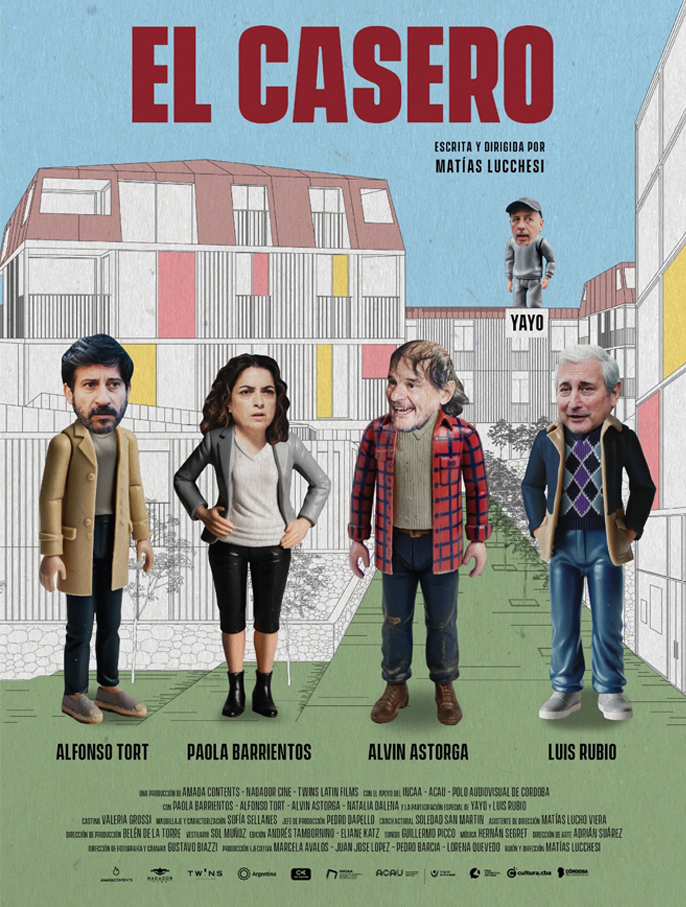 EL CASERO
ESCRITA Y DIRIGIDA POR
MATÍAS LUCCHESI
YAYO
ALFONSO TORT
PAOLA BARRIENTOS
ALVIN ASTORGA
LUIS RUBIO
UNA PRODUCCIÓN DE AMADA CONTENTS - NADADOR CINE - TWINS LATIN FILMS CON EL APOYO DEL INCAA - ACAU - POLO AUDIOVISUAL DE CORDOBA
CON PAOLA BARRIENTOS - ALFONSO TORT - ALVIN ASTORGA - NATALIA DALENA Y LA PARTICIPACIÓN ESPECIAL DE YAYO Y LUIS RUBIO
CASTING VALERIA GROSSI MAQUILLAJE Y CARACTERIZACIÓN SOFÍA SELLANES JEFE DE PRODUCCIÓN PEDRO DAPELLO COACH ACTORAL SOLEDAD SAN MARTIN ASISTENTE DE DIRECCIÓN MATÍAS LUCHO VIERA
DIRECCIÓN DE PRODUCCIÓN BELÉN DE LA TORRE VESTUARIO SOL MUÑOZ EDICIÓN ANDRÉS TAMBORNINO - ELIANE KATZ SONIDO GUILLERMO PICCO MÚSICA HERNÁN SEGRET DIRECCIÓN DE ARTE ADRIÁN SUÁREZ
DIRECCIÓN DE FOTOGRAFÍA Y CÁMARA GUSTAVO BIAZZI PRODUCCIÓN EJECUTIVA MARCELA AVALOS - JUAN JOSE LOPEZ - PEDRO BARCIA - LORENA QUEVEDO GUIÓN Y DIRECCIÓN MATÍAS LUCCHESI
AMADA CONTENTS NADADOR TWINS Argentina INCAA ACAU cultura.cba CÓRDOBA